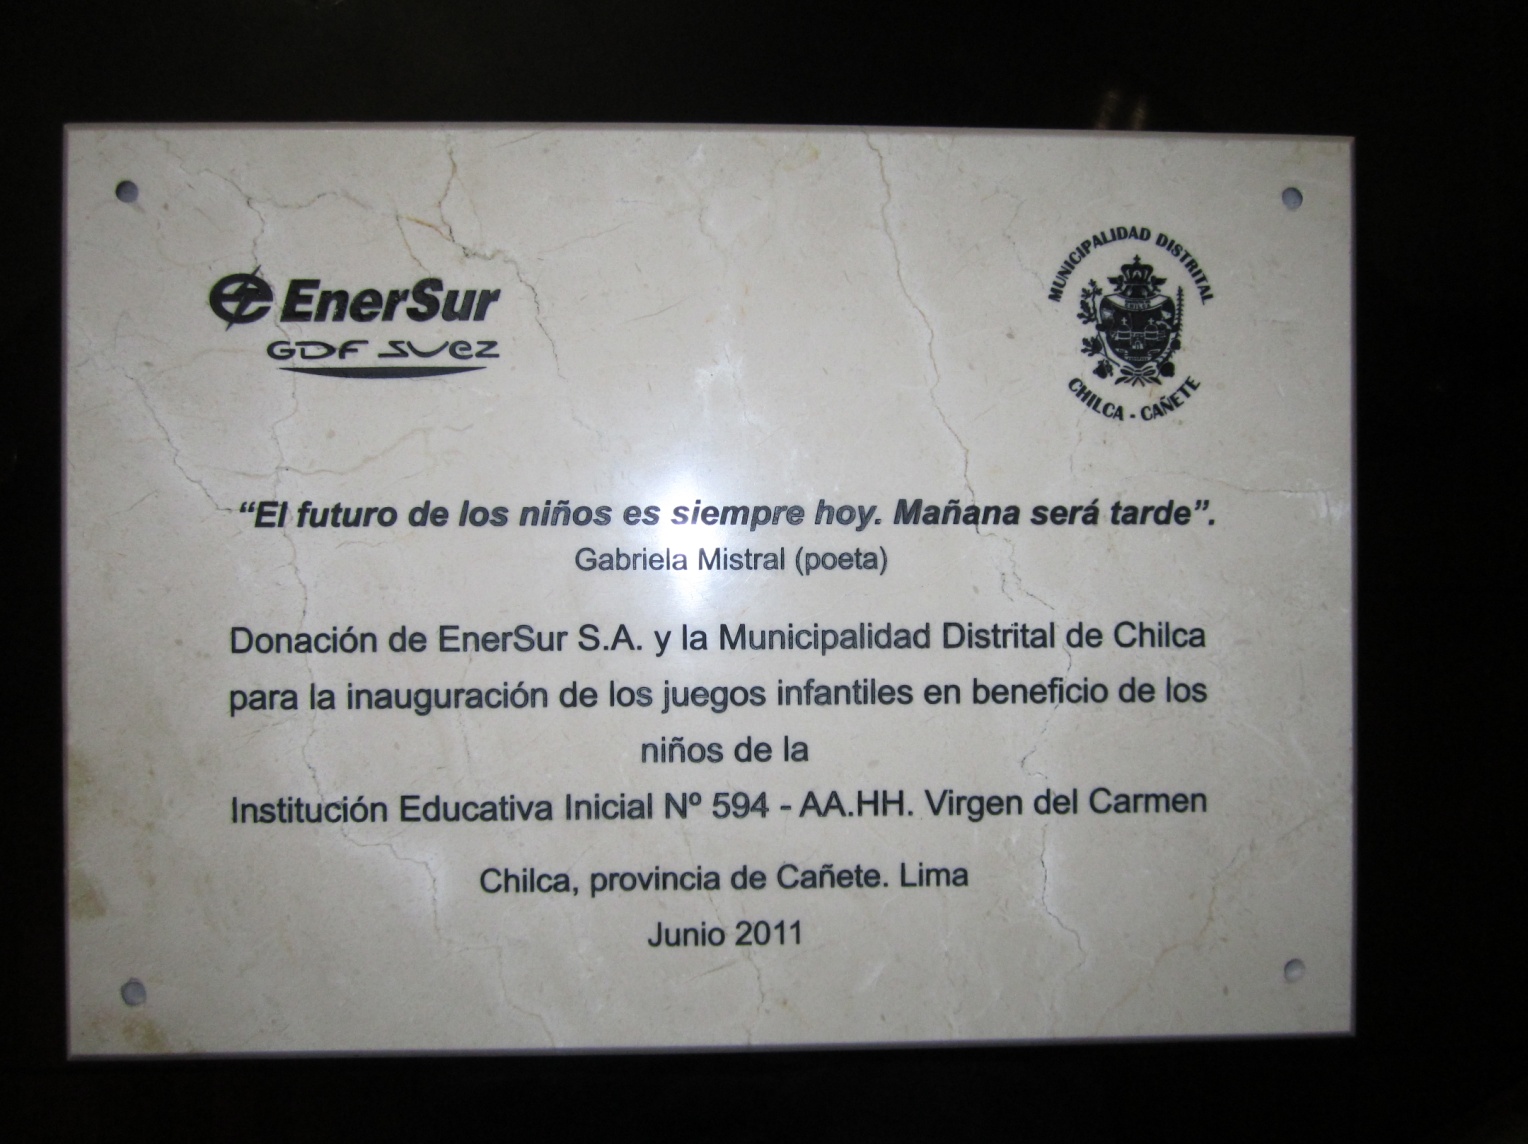 EnerSur
GDF SUEZ
MUNICIPALIDAD DISTRITAL
CHILCA - CAÑETE
“El futuro de los niños es siempre hoy. Mañana será tarde”.
Gabriela Mistral (poeta)
Donación de EnerSur S.A. y la Municipalidad Distrital de Chilca
para la inauguración de los juegos infantiles en beneficio de los
niños de la
Institución Educativa Inicial Nº 594 - AA.HH. Virgen del Carmen
Chilca, provincia de Cañete. Lima
Junio 2011